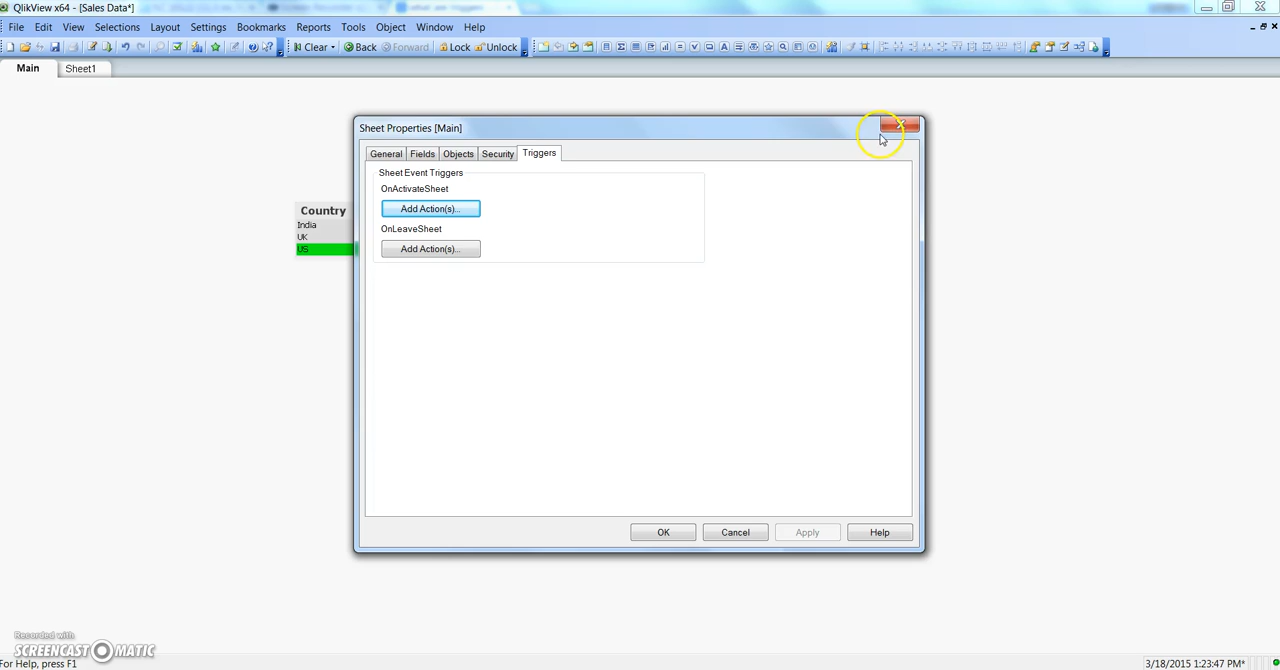 QlikView x64 - [Sales Data*]
File Edit View Selections Layout Settings Bookmarks Reports Tools Object Window Help
Clear Back Forward Lock Unlock
Main Sheet1
Sheet Properties [Main]
General Fields Objects Security Triggers
Sheet Event Triggers
OnActivateSheet
Add Action(s)...
OnLeaveSheet
Add Action(s)...
Country
India
UK
US
OK Cancel Apply Help
Recorded with
SCREENCAST MATIC
For Help, press F1
3/18/2015 1:23:47 PM*